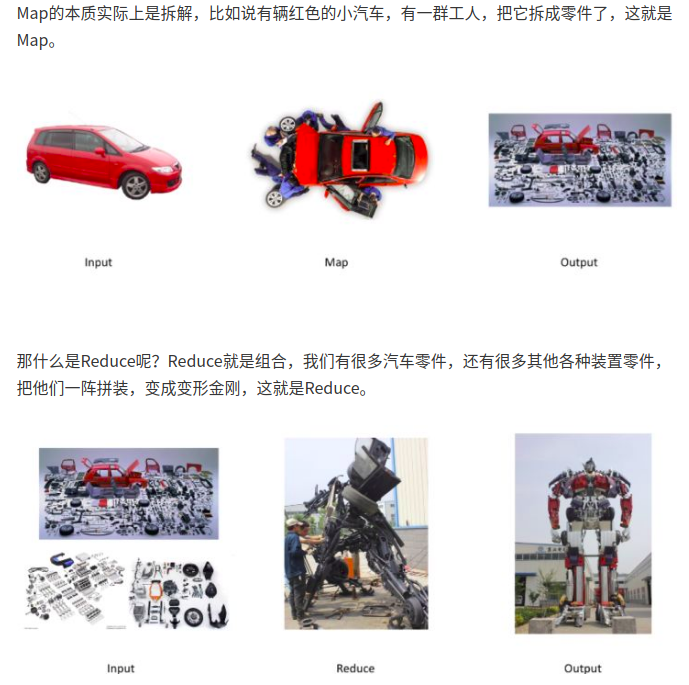 Map的本质实际上是拆解，比如说有辆红色的小汽车，有一群工人，把它拆成零件了，这就是
Map。
Input
Map
Output
那什么是Reduce呢？Reduce就是组合，我们有很多汽车零件，还有很多其他各种装置零件，
把他们一阵拼装，变成变形金刚，这就是Reduce。
Input
Reduce
Output